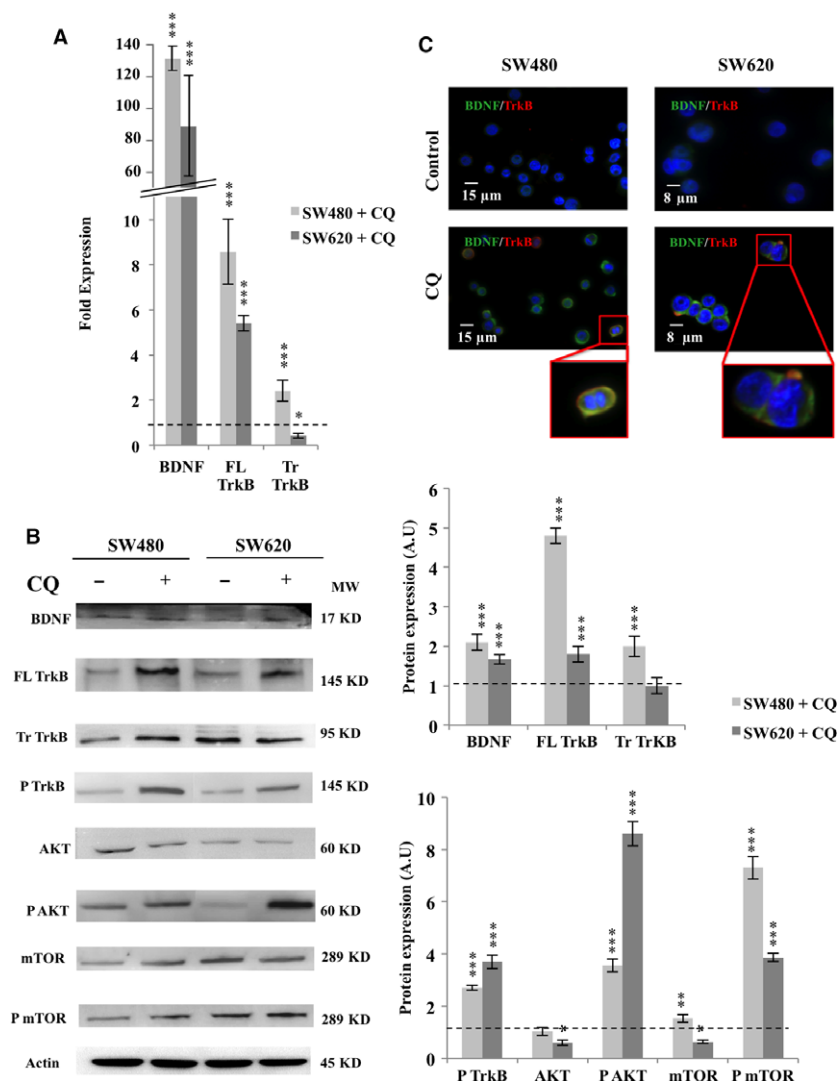 A
Fold Expression
140
120
100
80
60
10
8
6
4
2
0
***
***
***
***
***
*
SW480 + CQ
SW620 + CQ
BDNF
FL TrkB
Tr TrkB
C
SW480
SW620
Control
CQ
BDNF/TrkB
15 µm
BDNF/TrkB
8 µm
BDNF/TrkB
15 µm
BDNF/TrkB
8 µm
B
SW480
SW620
CQ
–
+
–
+
MW
BDNF
17 KD
FL TrkB
145 KD
Tr TrkB
95 KD
P TrkB
145 KD
AKT
60 KD
P AKT
60 KD
mTOR
289 KD
P mTOR
289 KD
Actin
45 KD
Protein expression (A.U)
6
5
4
3
2
1
0
***
***
***
***
***
BDNF
FL TrkB
Tr TrKB
SW480 + CQ
SW620 + CQ
Protein expression (A.U)
10
8
6
4
2
0
***
***
*
***
***
**
*
***
***
P TrkB
AKT
P AKT
mTOR
P mTOR